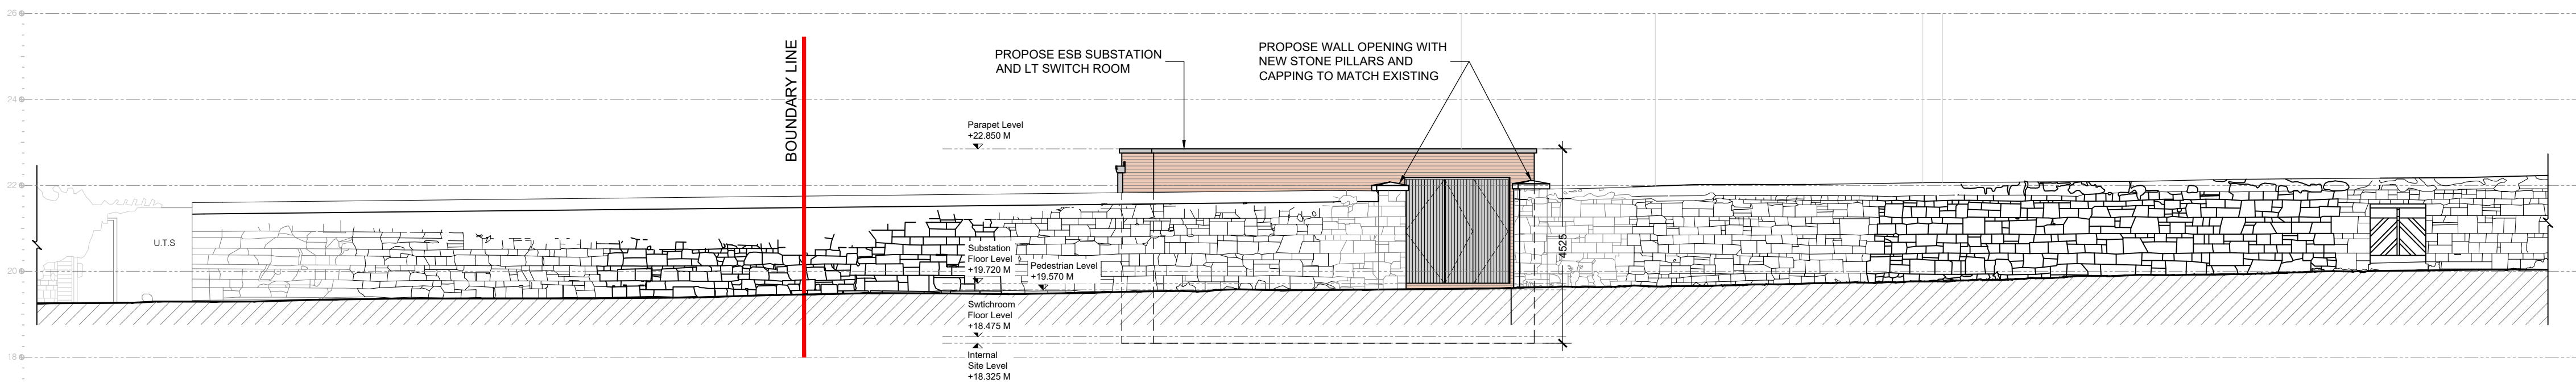 26
24
22
20
18
U.T.S
BOUNDARY LINE
PROPOSE ESB SUBSTATION
AND LT SWITCH ROOM
PROPOSE WALL OPENING WITH
NEW STONE PILLARS AND
CAPPING TO MATCH EXISTING
Parapet Level
+22.850 M
Substation
Floor Level
+19.720 M
Pedestrian Level
+19.570 M
Swtichroom
Floor Level
+18.475 M
Internal
Site Level
+18.325 M
4525